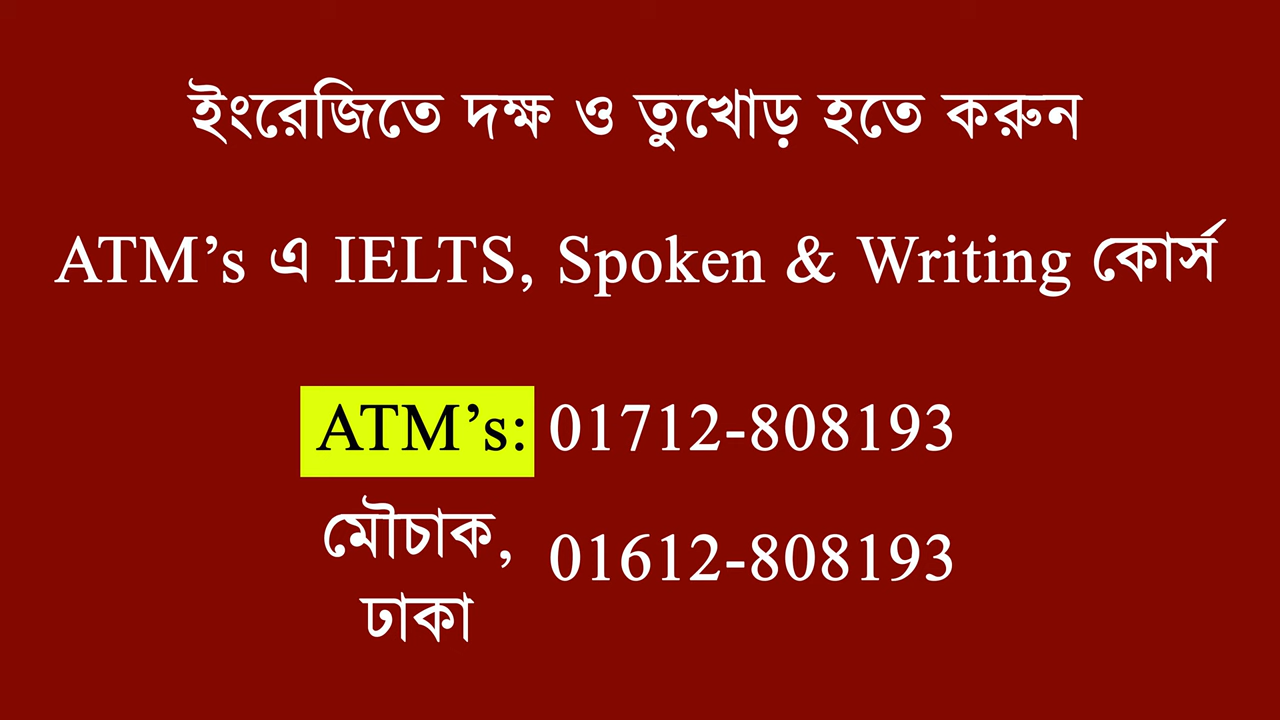 ইংরেজিতে দক্ষ ও তুখোড় হতে করুন
ATM’s এ IELTS, Spoken & Writing কোর্স
ATM’s: 01712-808193
মৌচাক, 01612-808193
ঢাকা